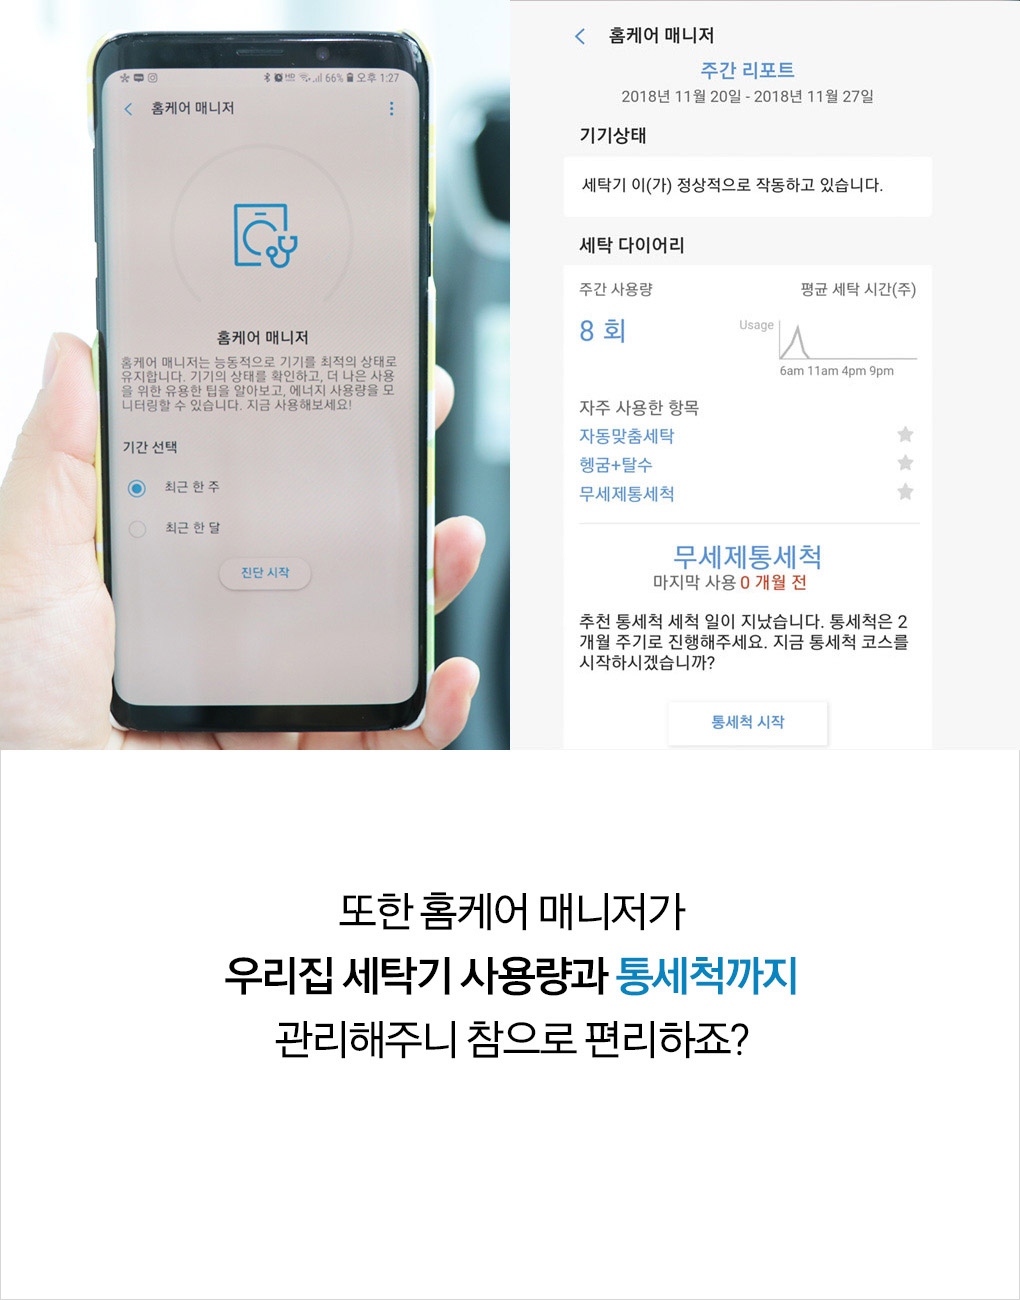 66% 오후 1:27
홈케어 매니저
홈케어 매니저
홈케어 매니저는 능동적으로 기기를 최적의 상태로
유지합니다. 기기의 상태를 확인하고, 더 나은 사용
을 위한 유용한 팁을 알아보고, 에너지 사용량을 모
니터링할 수 있습니다. 지금 사용해보세요!
기간 선택
최근 한 주
최근 한 달
진단 시작
홈케어 매니저
주간 리포트
2018년 11월 20일 - 2018년 11월 27일
기기상태
세탁기 이(가) 정상적으로 작동하고 있습니다.
세탁 다이어리
주간 사용량 평균 세탁 시간(주)
8 회
Usage
6am 11am 4pm 9pm
자주 사용한 항목
자동맞춤세탁
헹굼+탈수
무세제통세척
무세제통세척
마지막 사용 0 개월 전
추천 통세척 세척 일이 지났습니다. 통세척은 2
개월 주기로 진행해주세요. 지금 통세척 코스를
시작하시겠습니까?
통세척 시작
또한 홈케어 매니저가
우리집 세탁기 사용량과 통세척까지
관리해주니 참으로 편리하죠?